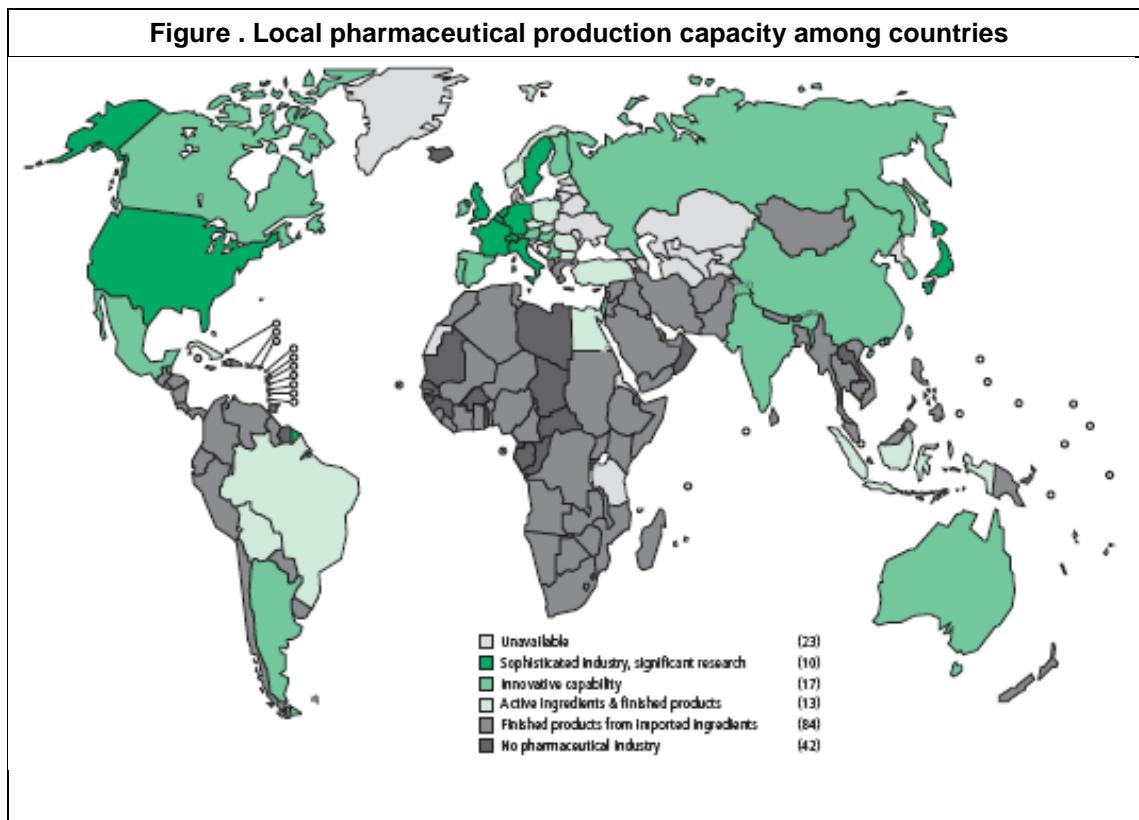 Figure . Local pharmaceutical production capacity among countries
Unavailable (23)
Sophisticated industry, significant research (10)
Innovative capability (17)
Active ingredients & finished products (13)
Finished products from imported ingredients (84)
No pharmaceutical industry (42)